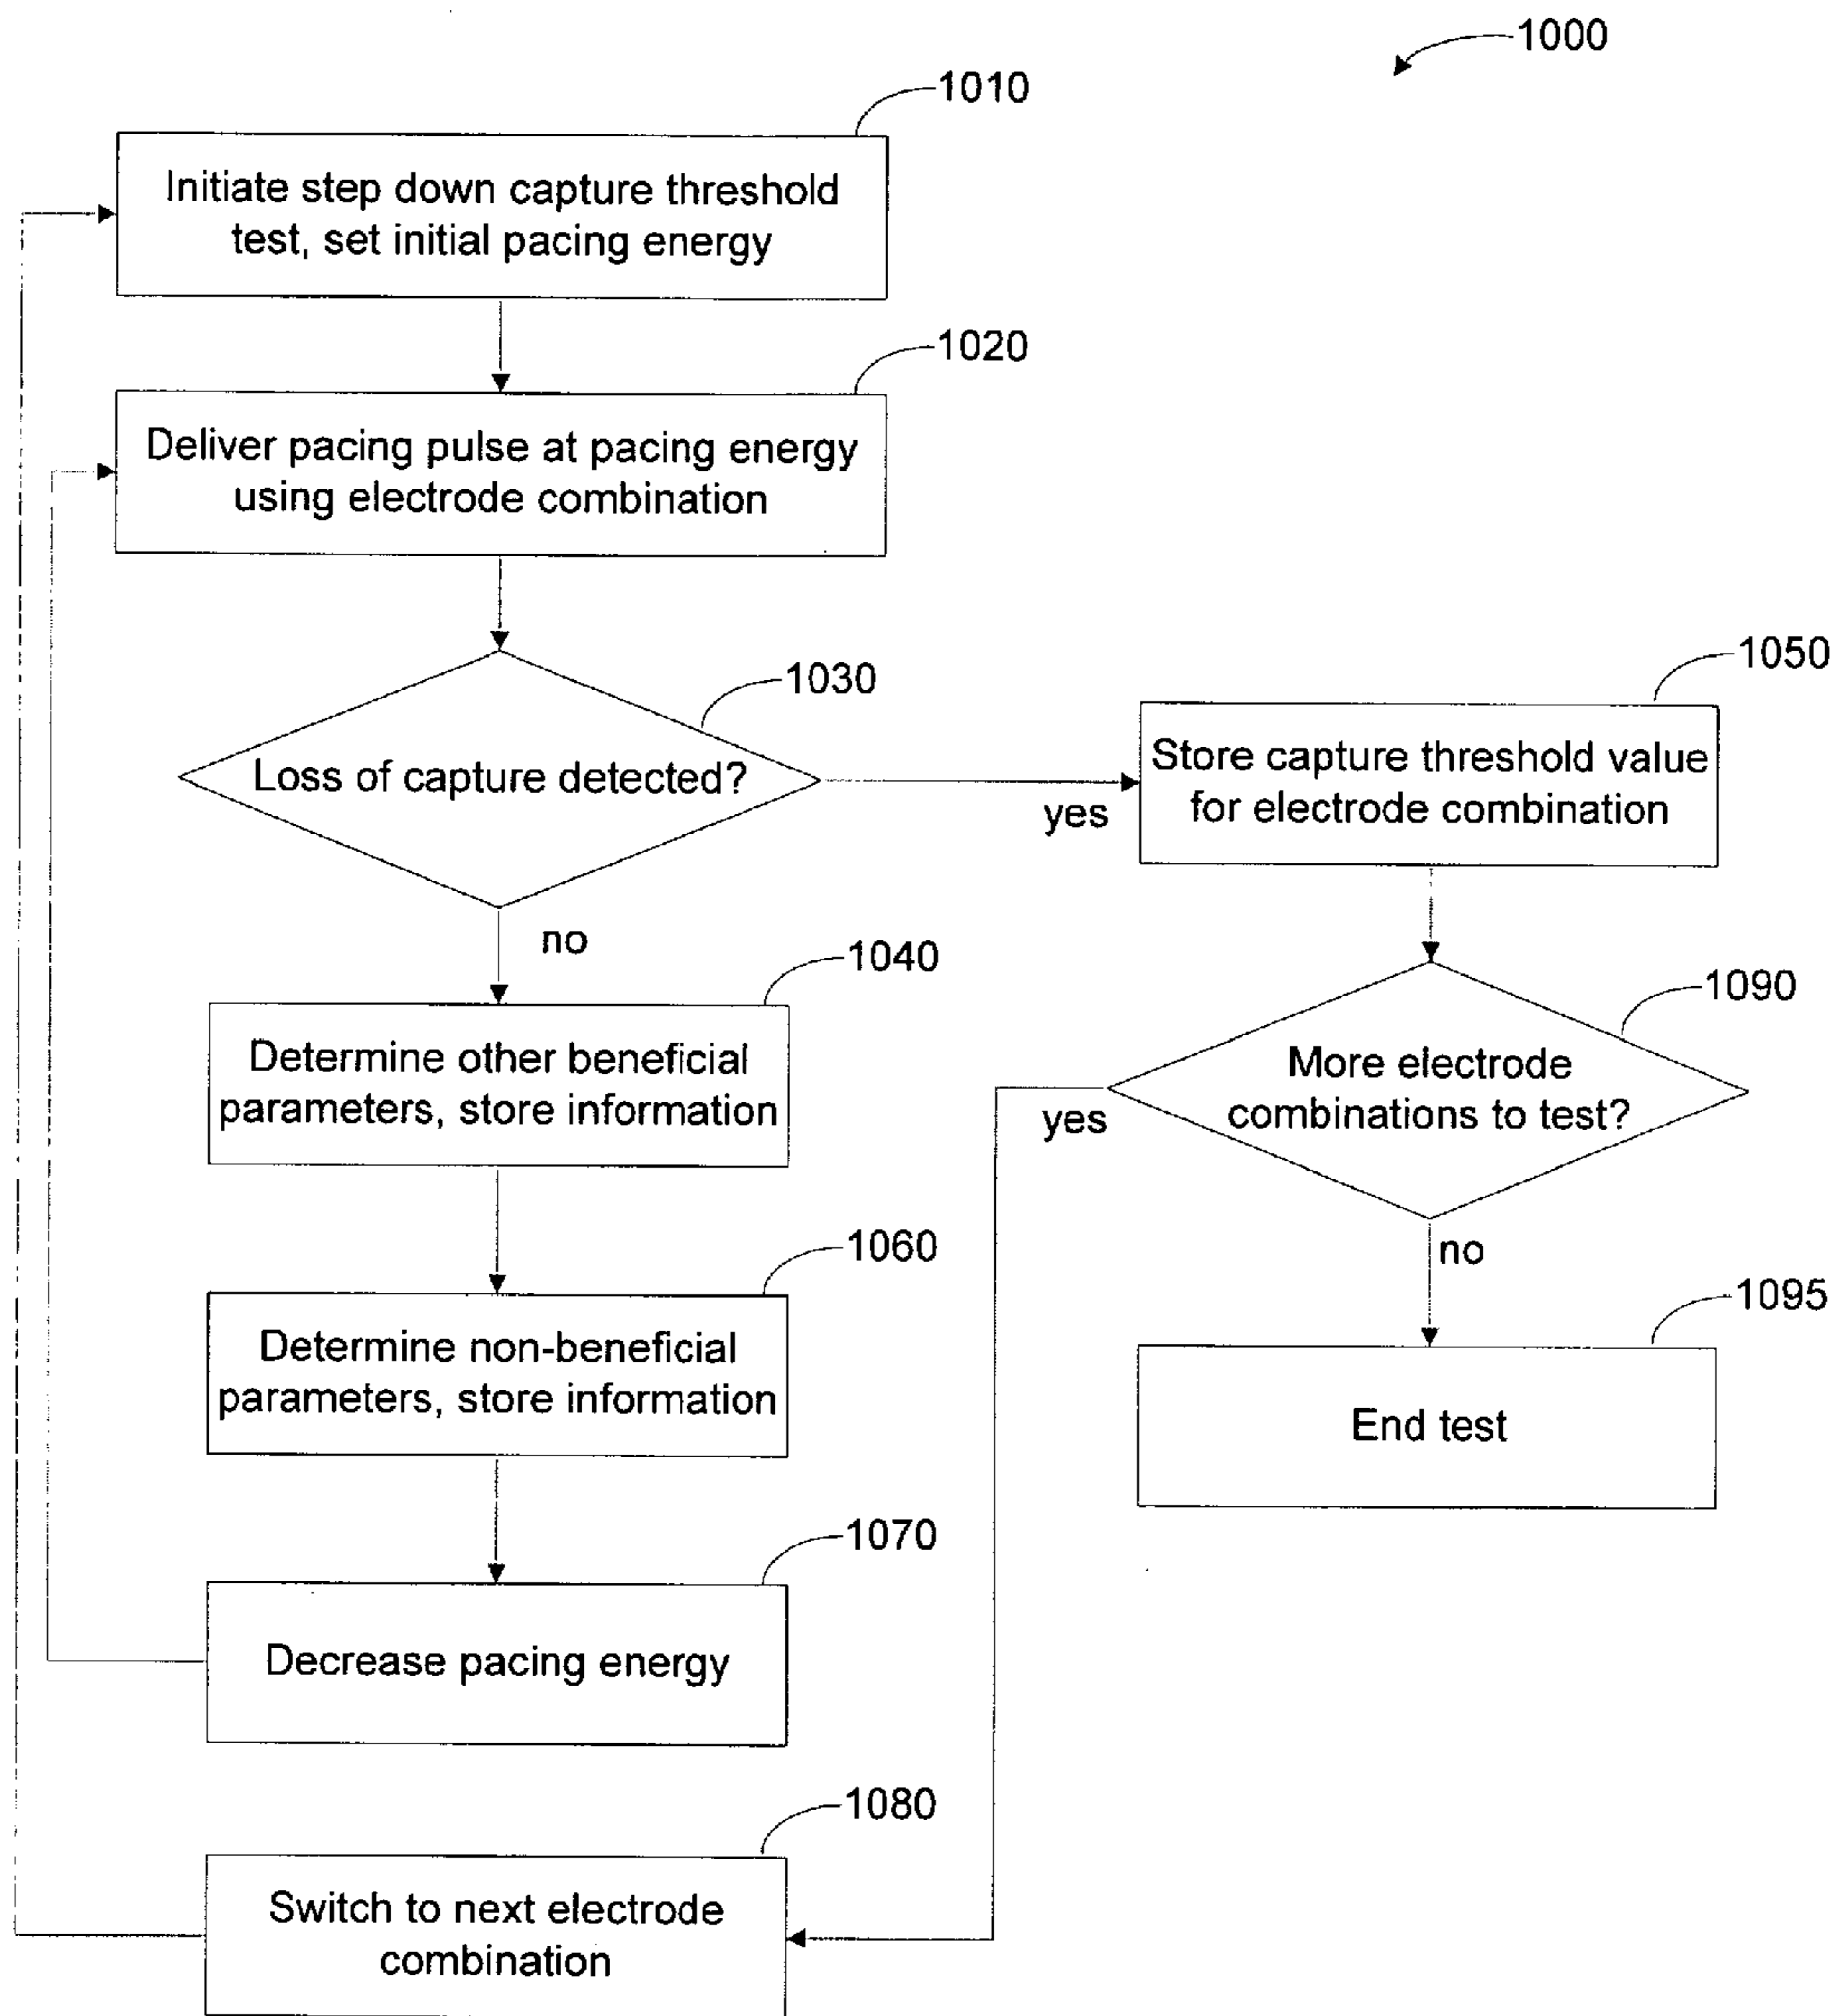 1000
1010
Initiate step down capture threshold
test, set initial pacing energy
1020
Deliver pacing pulse at pacing energy
using electrode combination
1030
Loss of capture detected?
yes
no
1050
Store capture threshold value
for electrode combination
1040
Determine other beneficial
parameters, store information
1090
More electrode
combinations to test?
yes
no
1060
Determine non-beneficial
parameters, store information
1095
End test
1070
Decrease pacing energy
1080
Switch to next electrode
combination